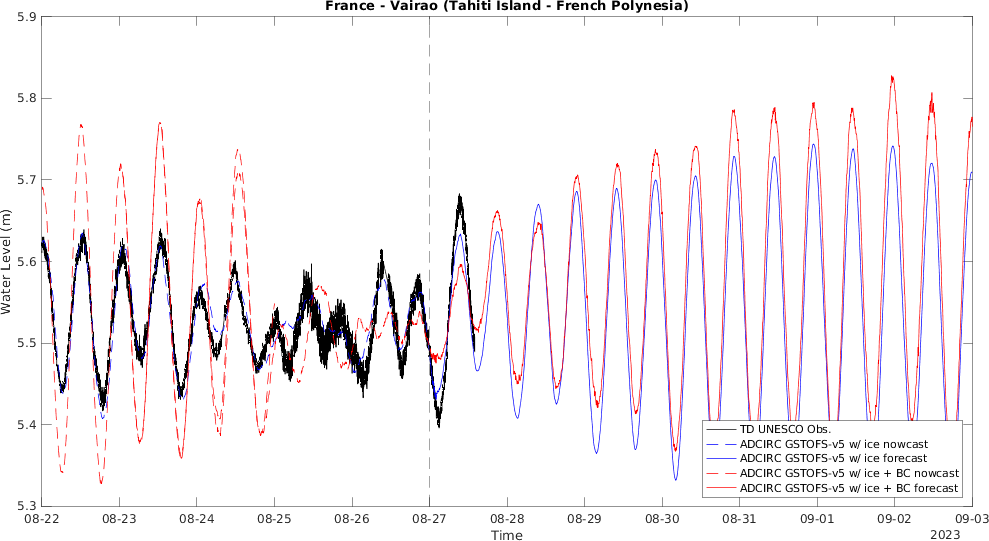 France - Vairao (Tahiti Island - French Polynesia)
5.9
5.8
5.7
5.6
5.5
5.4
5.3
Water Level (m)
TD UNESCO Obs.
ADCIRC GSTOFS-v5 w/ ice nowcast
ADCIRC GSTOFS-v5 w/ ice forecast
ADCIRC GSTOFS-v5 w/ ice + BC nowcast
ADCIRC GSTOFS-v5 w/ ice + BC forecast
08-22 08-23 08-24 08-25 08-26 08-27 08-28 08-29 08-30 08-31 09-01 09-02 09-03
Time
2023